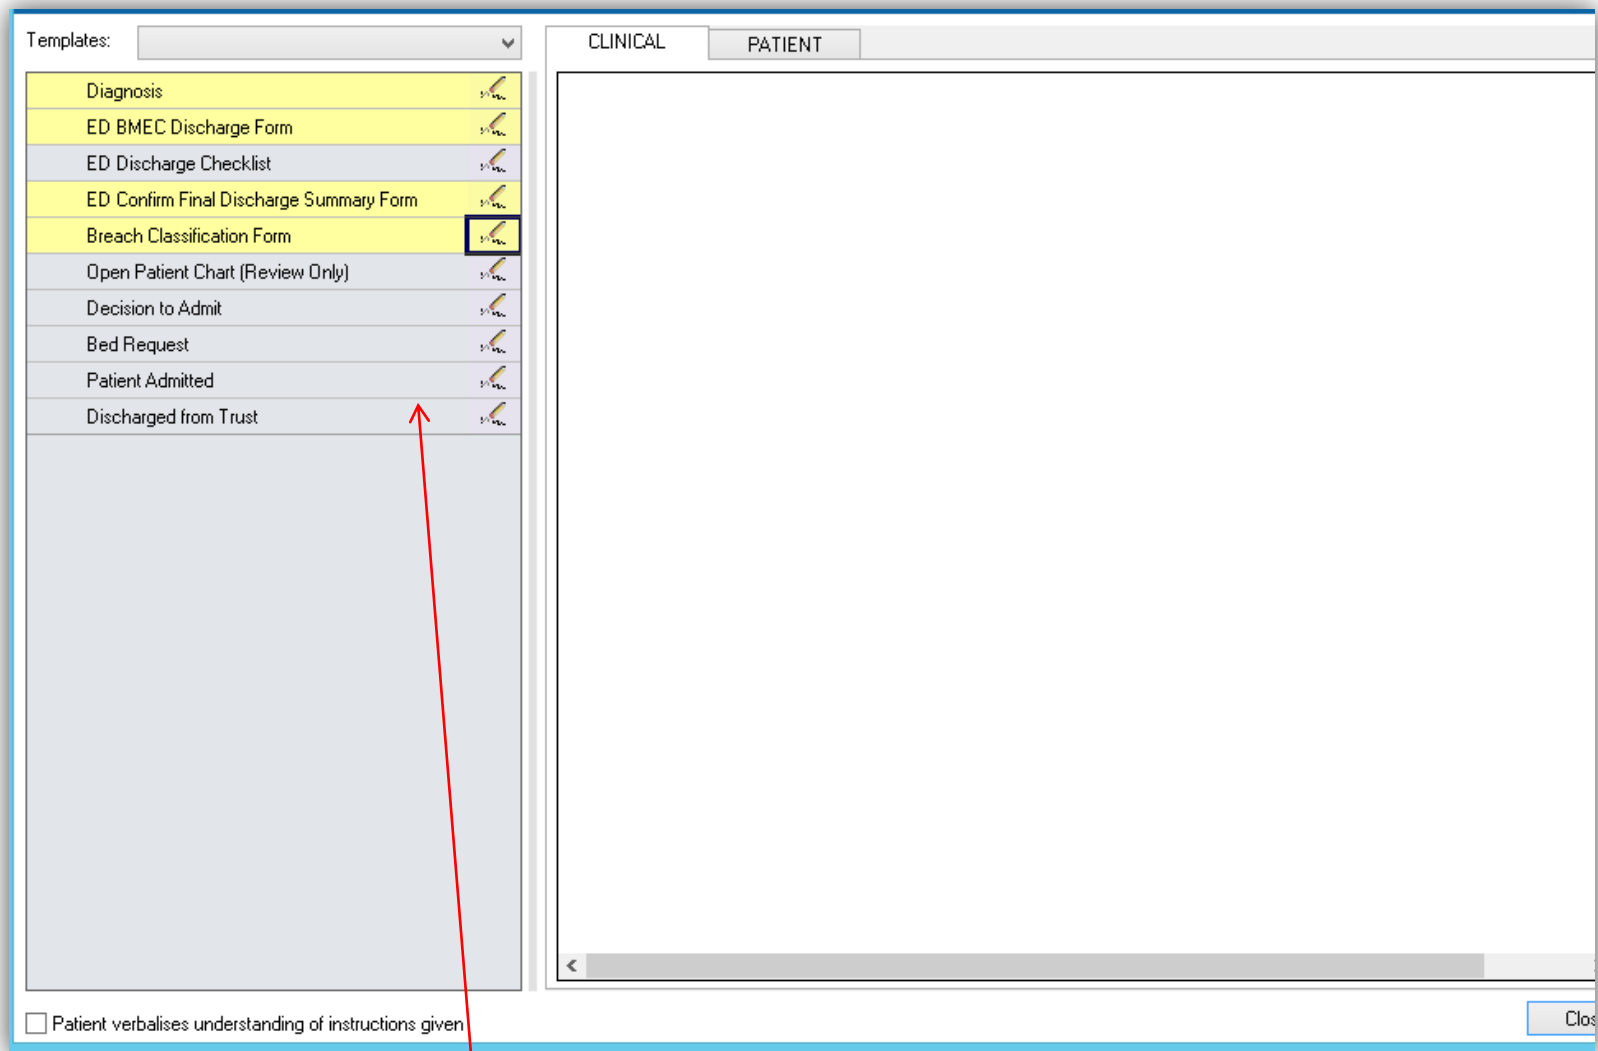 Templates:
CLINICAL
PATIENT
Diagnosis
ED BMEC Discharge Form
ED Discharge Checklist
ED Confirm Final Discharge Summary Form
Breach Classification Form
Open Patient Chart (Review Only)
Decision to Admit
Bed Request
Patient Admitted
Discharged from Trust
Patient verbalises understanding of instructions given
Clos